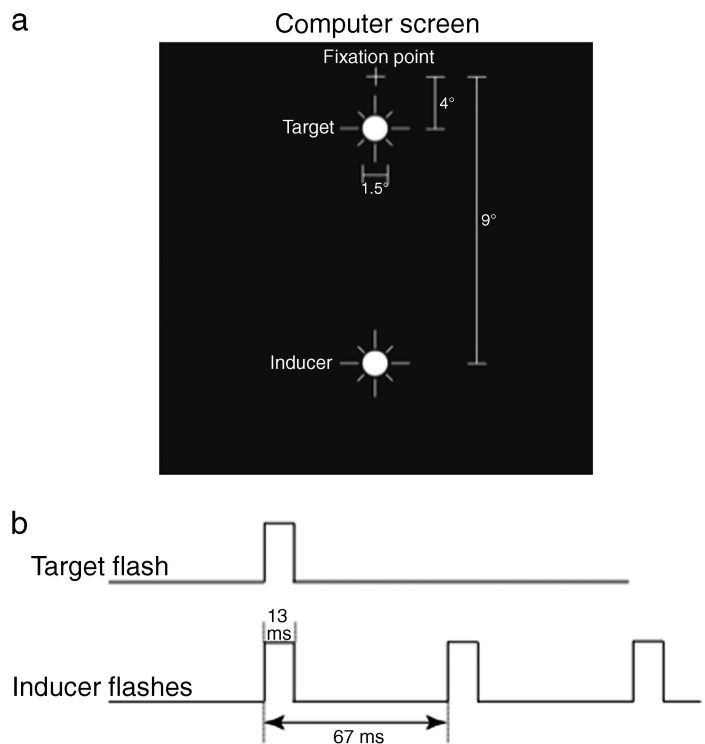 a
Computer screen
Fixation point
4°
Target
1.5°
9°
Inducer
b
Target flash
13
ms
Inducer flashes
67 ms